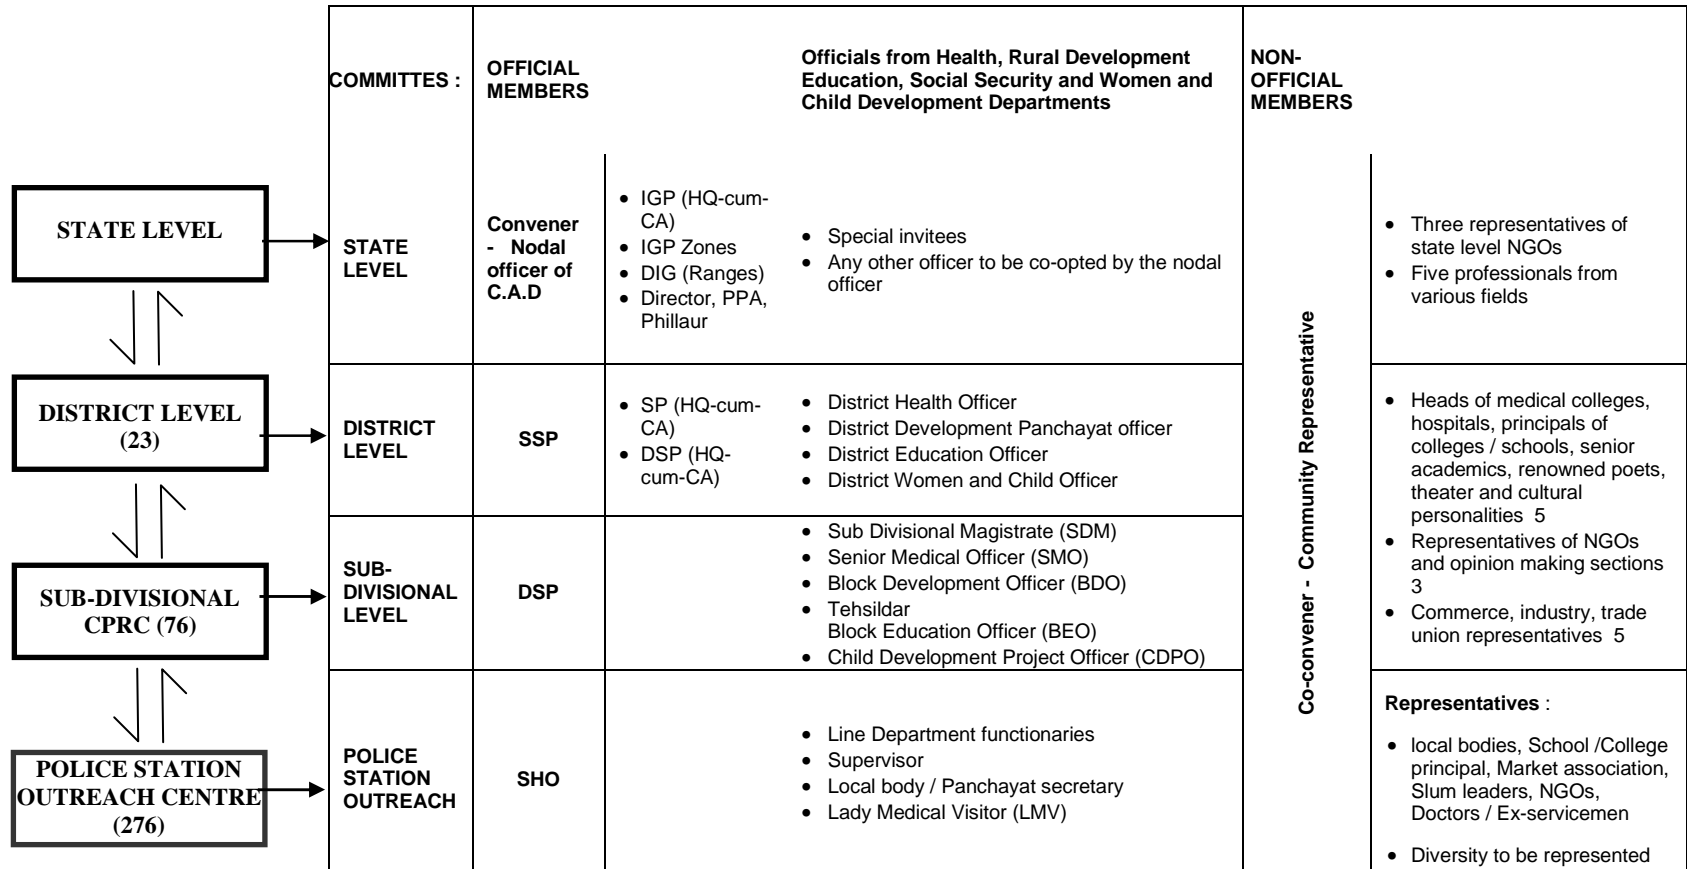 COMMITTES :
OFFICIAL
MEMBERS
Officials from Health, Rural Development
Education, Social Security and Women and
Child Development Departments
NON-
OFFICIAL
MEMBERS
STATE LEVEL
STATE
LEVEL
Convener
- Nodal
officer of
C.A.D
• IGP (HQ-cum-
CA)
• IGP Zones
• DIG (Ranges)
• Director, PPA,
Phillaur
• Special invitees
• Any other officer to be co-opted by the nodal
officer
Co-convener - Community Representative
• Three representatives of
state level NGOs
• Five professionals from
various fields
DISTRICT LEVEL
(23)
DISTRICT
LEVEL
SSP
• SP (HQ-cum-
CA)
• DSP (HQ-
cum-CA)
• District Health Officer
• District Development Panchayat officer
• District Education Officer
• District Women and Child Officer
• Heads of medical colleges,
hospitals, principals of
colleges / schools, senior
academics, renowned poets,
theater and cultural
personalities 5
• Representatives of NGOs
and opinion making sections
3
• Commerce, industry, trade
union representatives 5
SUB-DIVISIONAL
CPRC (76)
SUB-
DIVISIONAL
LEVEL
DSP
• Sub Divisional Magistrate (SDM)
• Senior Medical Officer (SMO)
• Block Development Officer (BDO)
• Tehsildar
Block Education Officer (BEO)
• Child Development Project Officer (CDPO)
POLICE STATION
OUTREACH CENTRE
(276)
POLICE
STATION
OUTREACH
SHO
• Line Department functionaries
• Supervisor
• Local body / Panchayat secretary
• Lady Medical Visitor (LMV)
Representatives :
• local bodies, School /College
principal, Market association,
Slum leaders, NGOs,
Doctors / Ex-servicemen
• Diversity to be represented